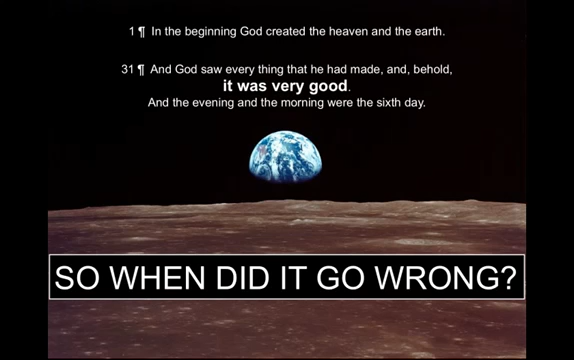 1 ¶ In the beginning God created the heaven and the earth.
31 ¶ And God saw every thing that he had made, and, behold,
it was very good.
And the evening and the morning were the sixth day.
SO WHEN DID IT GO WRONG?